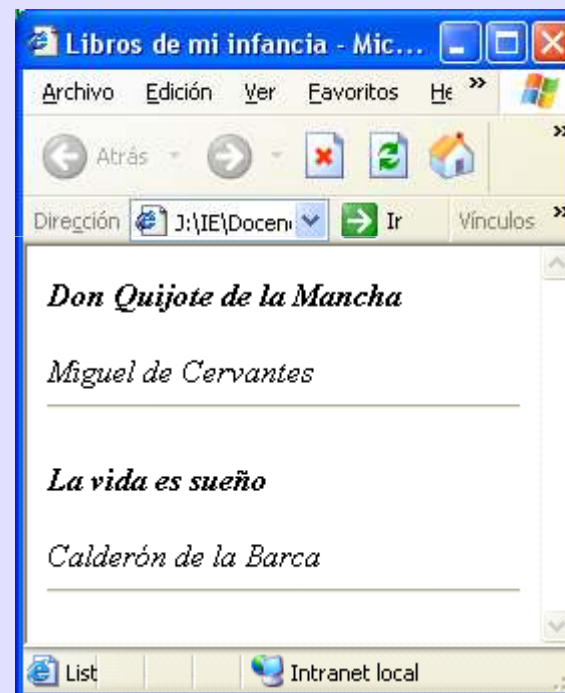 Libros de mi infancia - Mic...
Archivo Edición Ver Favoritos He »
Atrás »
Dirección J:\IE\Docen Ir Vínculos »
Don Quijote de la Mancha
Miguel de Cervantes
La vida es sueño
Calderón de la Barca
List Intranet local